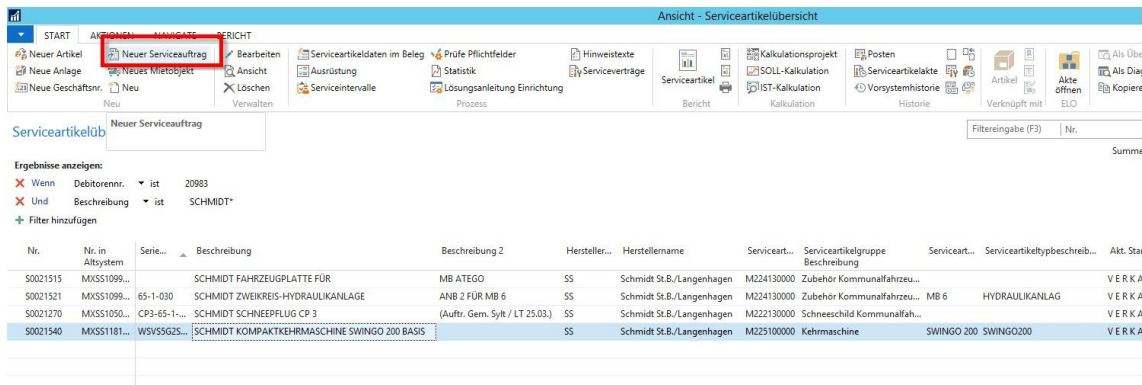 Ansicht - Serviceartikelübersicht
START AKTIONEN NAVIGATE BERICHT
Neuer Artikel Neuer Serviceauftrag Bearbeiten Serviceartikeldaten im Beleg Prüfe Pflichtfelder Hinweistexte Kalkulationsprojekt Posten Als Übe
Neue Anlage Neues Mietobjekt Ansicht Ausrüstung Statistik Serviceverträge Serviceartikel SOLL-Kalkulation Serviceartikelakte Artikel Akte öffnen Als Diag
Neue Geschäftsnr. Neu Löschen Serviceintervalle Lösungsanleitung Einrichtung IST-Kalkulation Vorsystemhistorie Kopiere
Neu Verwalten Prozess Bericht Kalkulation Historie Verknüpft mit ELO
Neuer Serviceauftrag
Serviceartikelüb Filtereingabe (F3) Nr.
Summe
Ergebnisse anzeigen:
Wenn Debitorennr. ist 20983
Und Beschreibung ist SCHMIDT*
Filter hinzufügen
Nr. Nr. in Altsystem Serie... Beschreibung Beschreibung 2 Hersteller... Herstellername Serviceart... Serviceartikelgruppe Beschreibung Serviceart... Serviceartikeltypbeschreib... Akt. Stan
S0021515 MXSS1099... SCHMIDT FAHRZEUGPLATTE FÜR MB ATEGO SS Schmidt St.B./Langenhagen M224130000 Zubehör Kommunalfahrzeu... VERKA
S0021521 MXSS1099... 65-1-030 SCHMIDT ZWEIKREIS-HYDRAULIKANLAGE ANB 2 FÜR MB 6 SS Schmidt St.B./Langenhagen M224130000 Zubehör Kommunalfahrzeu... MB 6 HYDRAULIKANLAG VERKA
S0021270 MXSS1050... CP3-65-1-... SCHMIDT SCHNEEPFLUG CP 3 (Auftr. Gem. Sylt / LT 25.03.) SS Schmidt St.B./Langenhagen M222130000 Schneeschild Kommunalfah... VERKA
S0021540 MXSS1181... WSVS5G2S... SCHMIDT KOMPAKTKEHRMASCHINE SWINGO 200 BASIS SS Schmidt St.B./Langenhagen M225100000 Kehrmaschine SWINGO 200 SWINGO200 VERKA